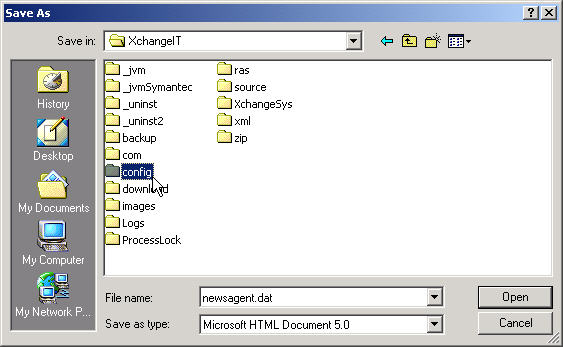 Save As
Save in: XchangeIT
History
Desktop
My Documents
My Computer
My Network P...
_jvm
_jvmSymantec
_uninst
_uninst2
backup
com
config
download
images
Logs
ProcessLock
ras
source
XchangeSys
xml
zip
File name: newsagent.dat
Open
Save as type: Microsoft HTML Document 5.0
Cancel